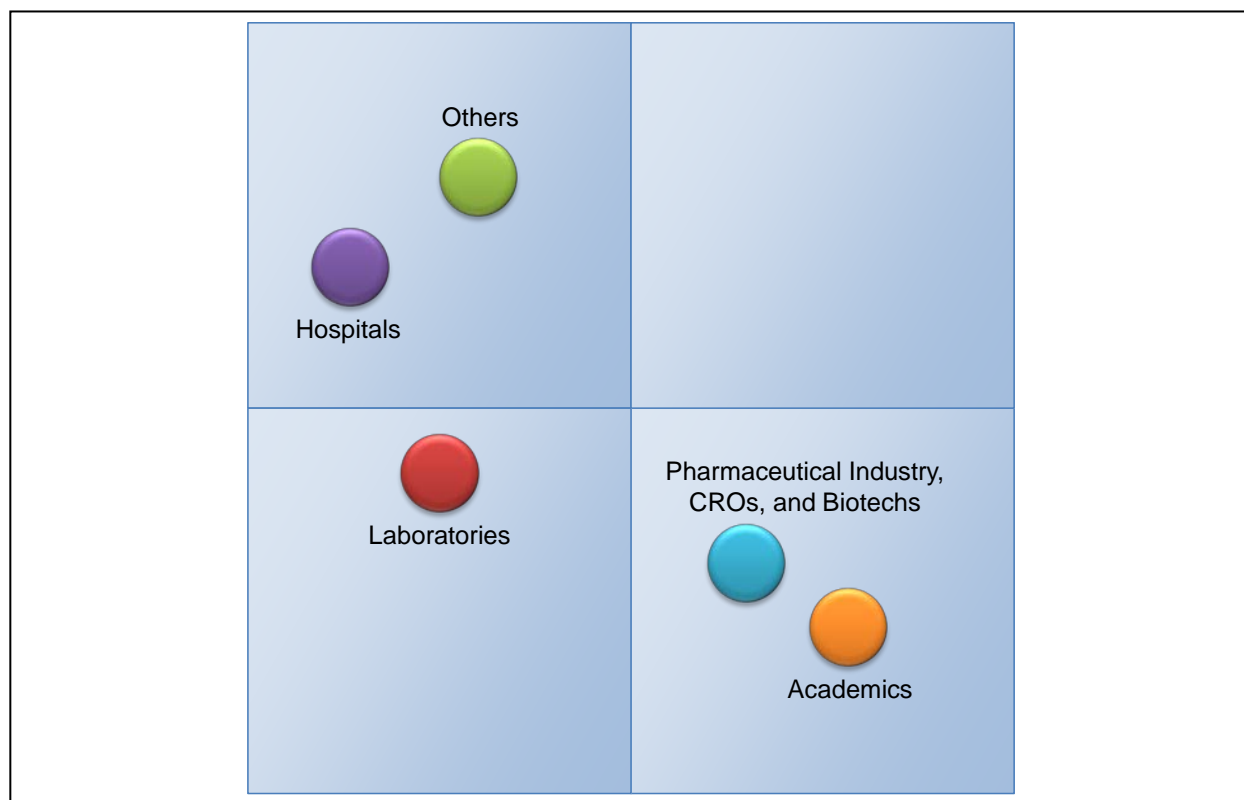 Others
Hospitals
Laboratories
Pharmaceutical Industry,
CROs, and Biotechs
Academics